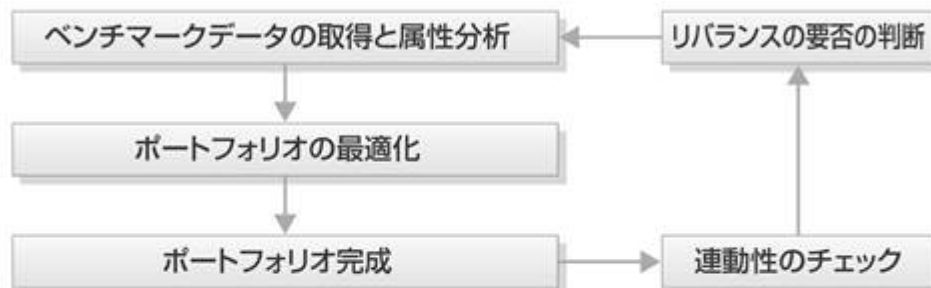 ベンチマークデータの取得と属性分析
リバランスの要否の判断
ポートフォリオの最適化
ポートフォリオ完成
連動性のチェック